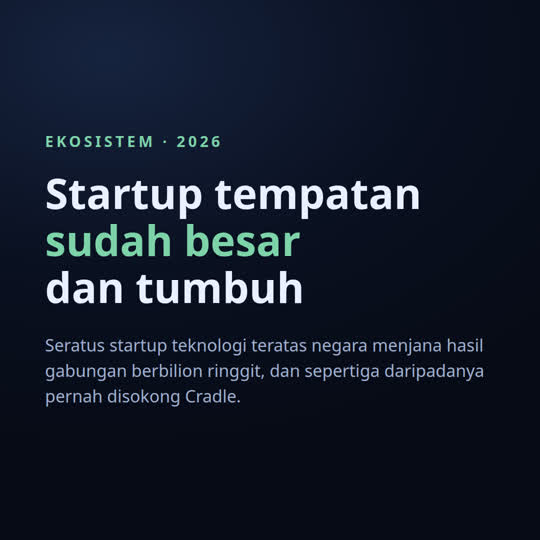 EKOSISTEM · 2026
Startup tempatan
sudah besar
dan tumbuh
Seratus startup teknologi teratas negara menjana hasil
gabungan berbilion ringgit, dan sepertiga daripadanya
pernah disokong Cradle.